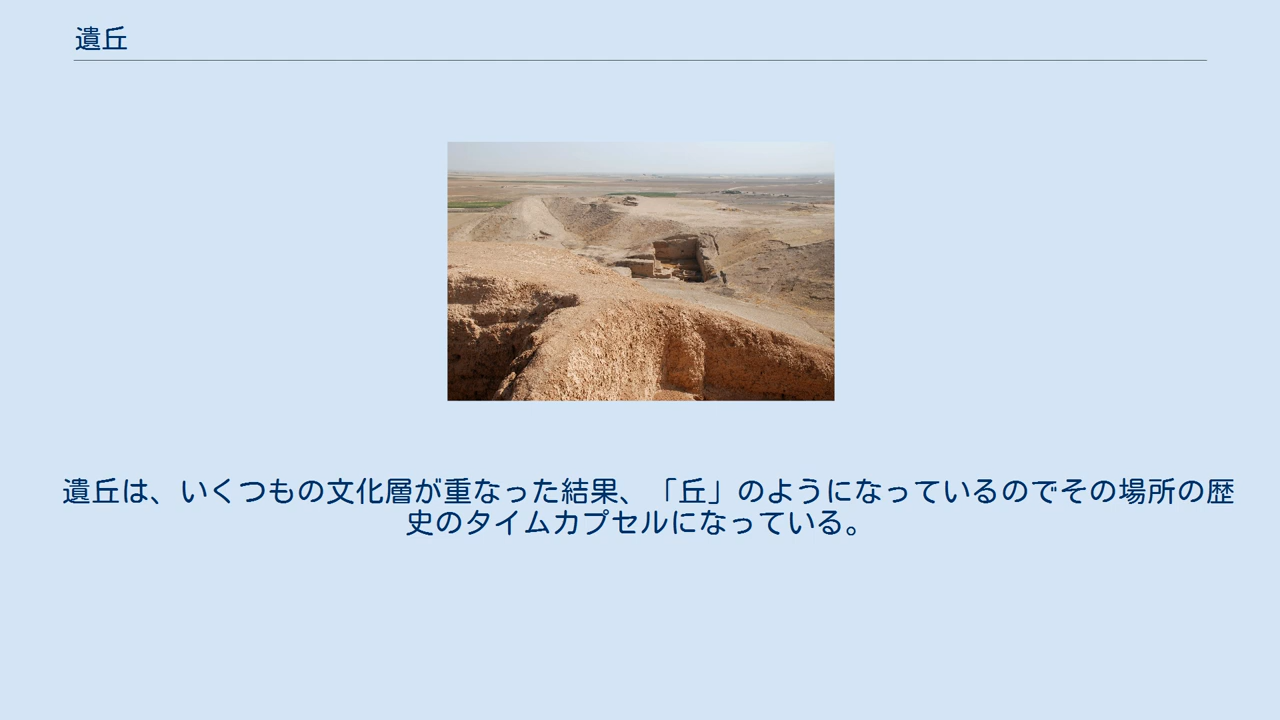 遺丘
遺丘は、いくつもの文化層が重なった結果、「丘」のようになっているのでその場所の歴
史のタイムカプセルになっている。